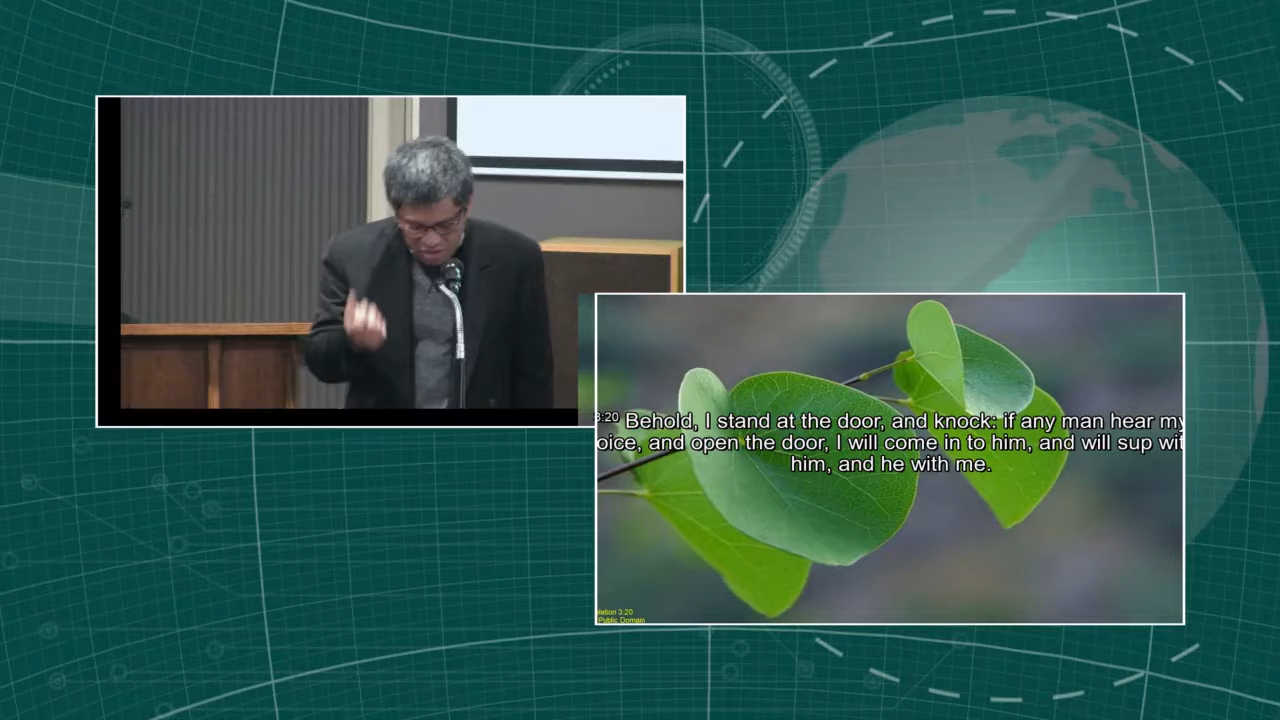 3:20 Behold, I stand at the door, and knock: if any man hear my
oice, and open the door, I will come in to him, and will sup wit
him, and he with me.
lation 3:20
Public Domain